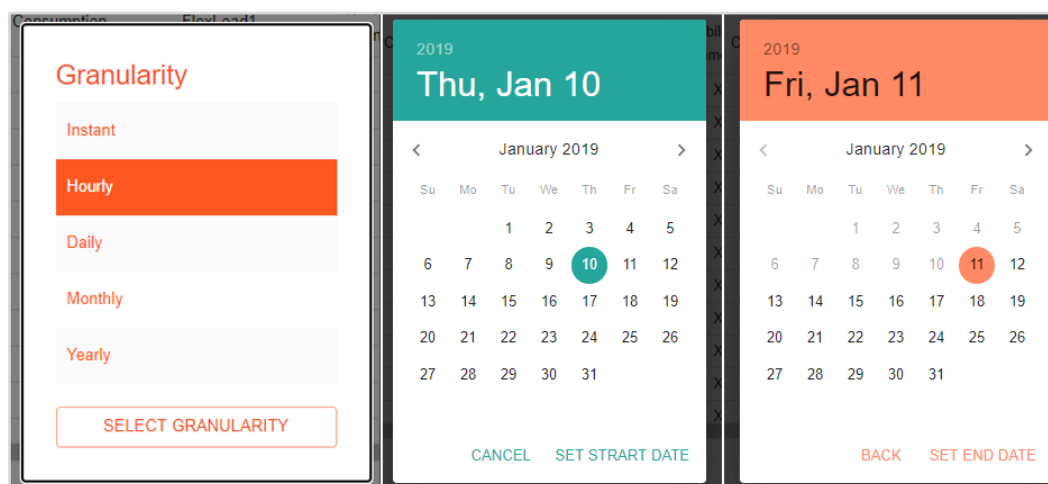 Consumption FlexLoad1
Granularity
Instant
Hourly
Daily
Monthly
Yearly
SELECT GRANULARITY
2019
Thu, Jan 10
January 2019
Su Mo Tu We Th Fr Sa
1 2 3 4 5
6 7 8 9 10 11 12
13 14 15 16 17 18 19
20 21 22 23 24 25 26
27 28 29 30 31
CANCEL SET STRART DATE
2019
Fri, Jan 11
January 2019
Su Mo Tu We Th Fr Sa
1 2 3 4 5
6 7 8 9 10 11 12
13 14 15 16 17 18 19
20 21 22 23 24 25 26
27 28 29 30 31
BACK SET END DATE